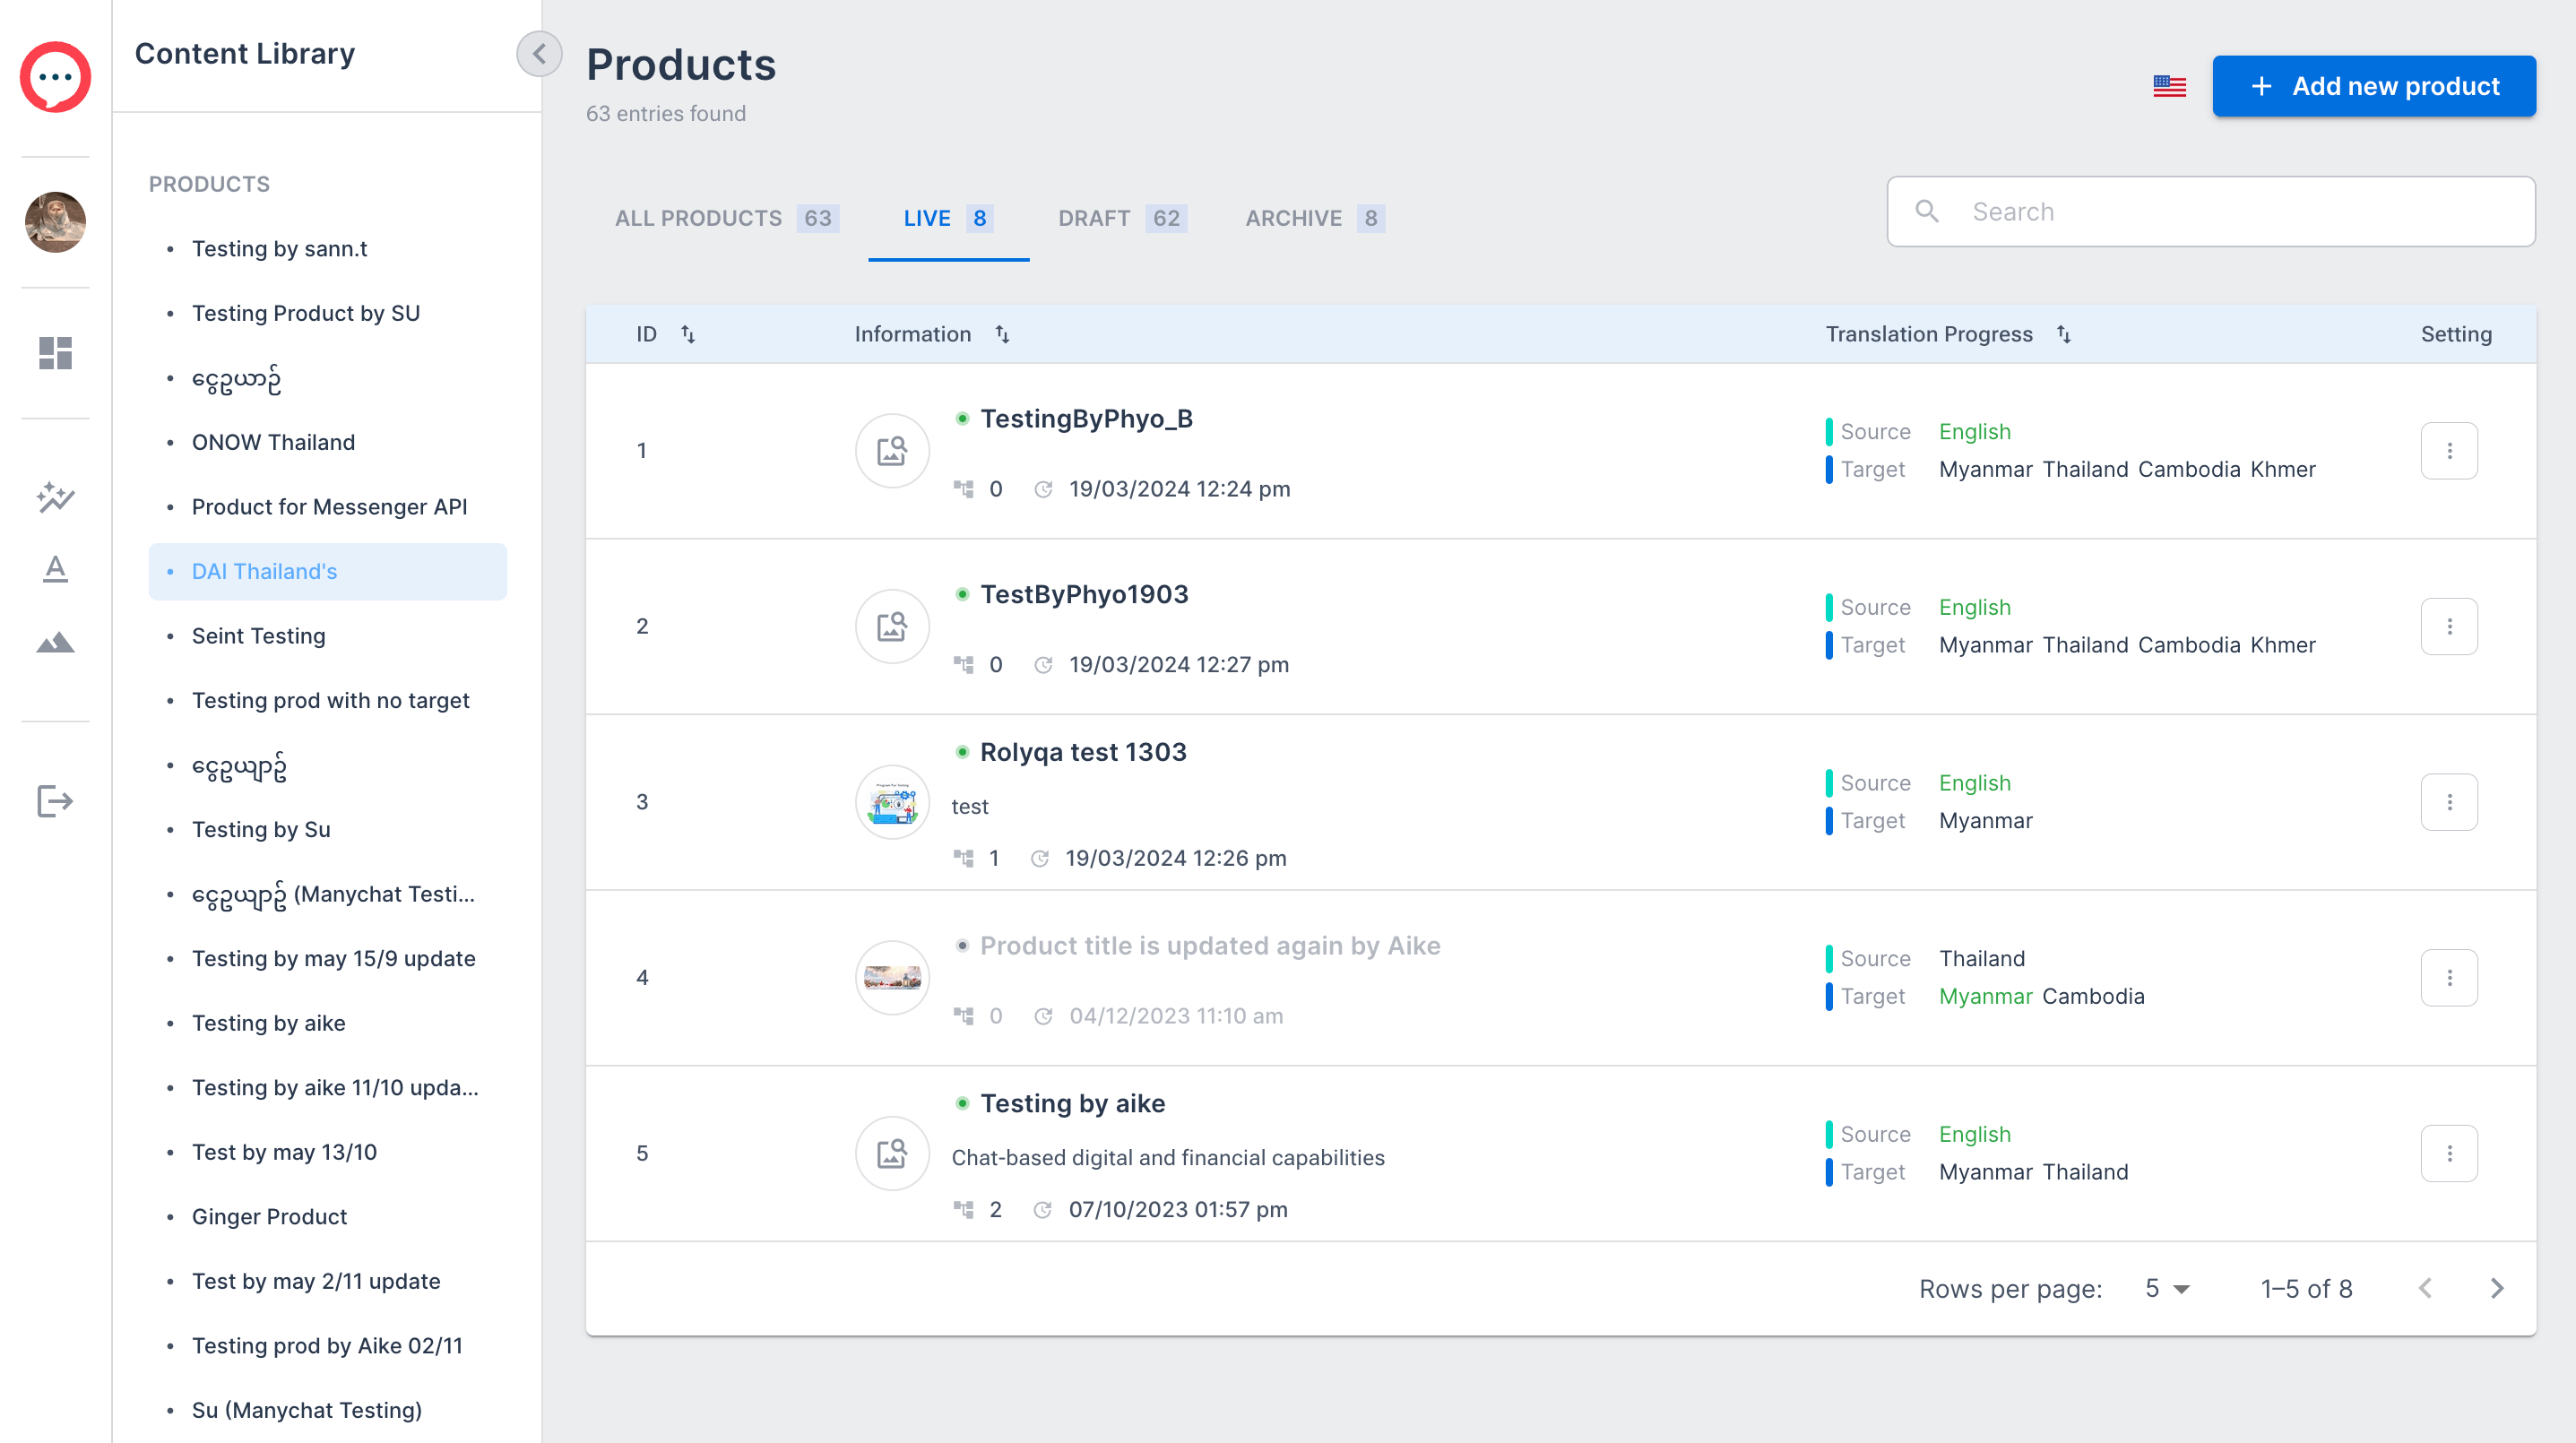 Content Library
PRODUCTS
• Testing by sann.t
• Testing Product by SU
• ငွေဥယာဉ်
• ONOW Thailand
• Product for Messenger API
• DAI Thailand's
• Seint Testing
• Testing prod with no target
• ငွေဥယျာဥ်
• Testing by Su
• ငွေဥယျာဥ် (Manychat Testi...
• Testing by may 15/9 update
• Testing by aike
• Testing by aike 11/10 upda...
• Test by may 13/10
• Ginger Product
• Test by may 2/11 update
• Testing prod by Aike 02/11
• Su (Manychat Testing)
Products
63 entries found
+ Add new product
ALL PRODUCTS 63 LIVE 8 DRAFT 62 ARCHIVE 8
Search
ID Information Translation Progress Setting
1
TestingByPhyo_B
0 19/03/2024 12:24 pm
Source English
Target Myanmar Thailand Cambodia Khmer
2
TestByPhyo1903
0 19/03/2024 12:27 pm
Source English
Target Myanmar Thailand Cambodia Khmer
3
Rolyqa test 1303
test
1 19/03/2024 12:26 pm
Source English
Target Myanmar
4
Product title is updated again by Aike
0 04/12/2023 11:10 am
Source Thailand
Target Myanmar Cambodia
5
Testing by aike
Chat-based digital and financial capabilities
2 07/10/2023 01:57 pm
Source English
Target Myanmar Thailand
Rows per page: 5 1–5 of 8